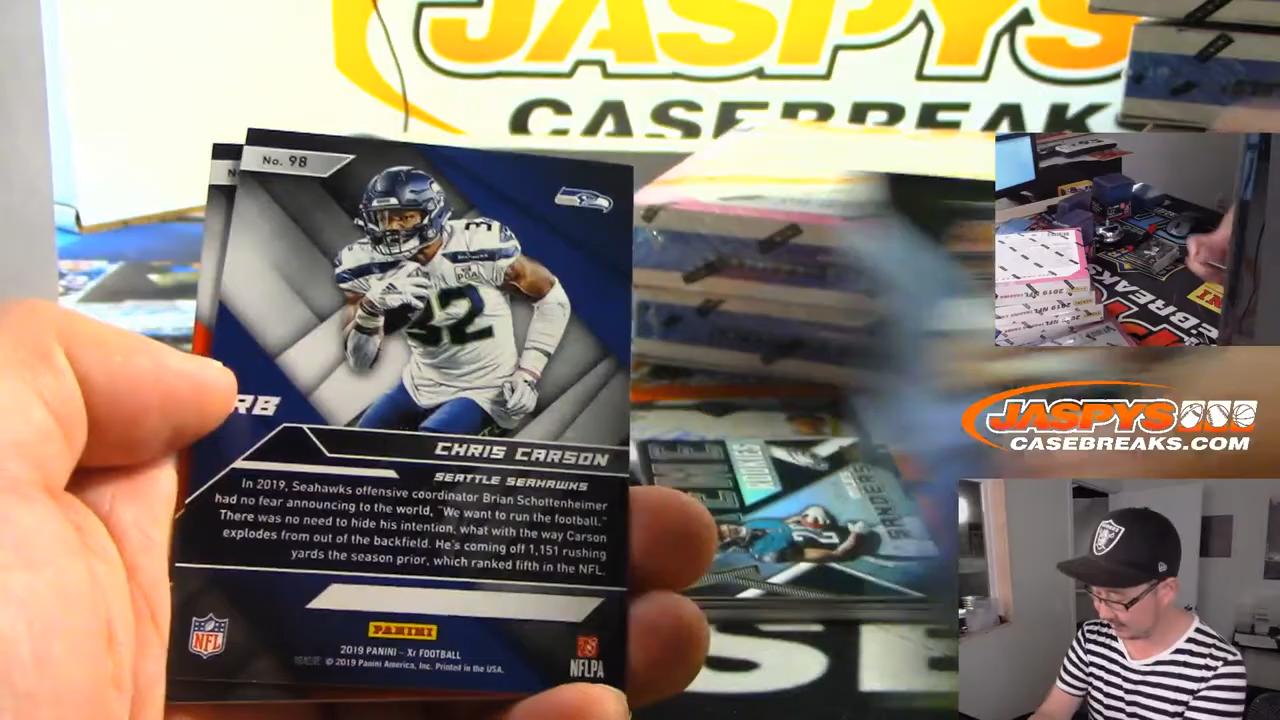 JASPYS
CASEBREAK
No. 98
32
RB
CHRIS CARSON
SEATTLE SEAHAWKS
In 2019, Seahawks offensive coordinator Brian Schottenheimer
had no fear announcing to the world, "We want to run the football."
There was no need to hide his intention, what with the way Carson
explodes from out of the backfield. He's coming off 1,151 rushing
yards the season prior, which ranked fifth in the NFL.
NFL
PANINI
NFLPA
2019 PANINI – Xr FOOTBALL
© 2019 Panini America, Inc. Printed in the USA.
ROOKIES
SANDERS
JASPYS
CASEBREAKS.COM
RAIDERS